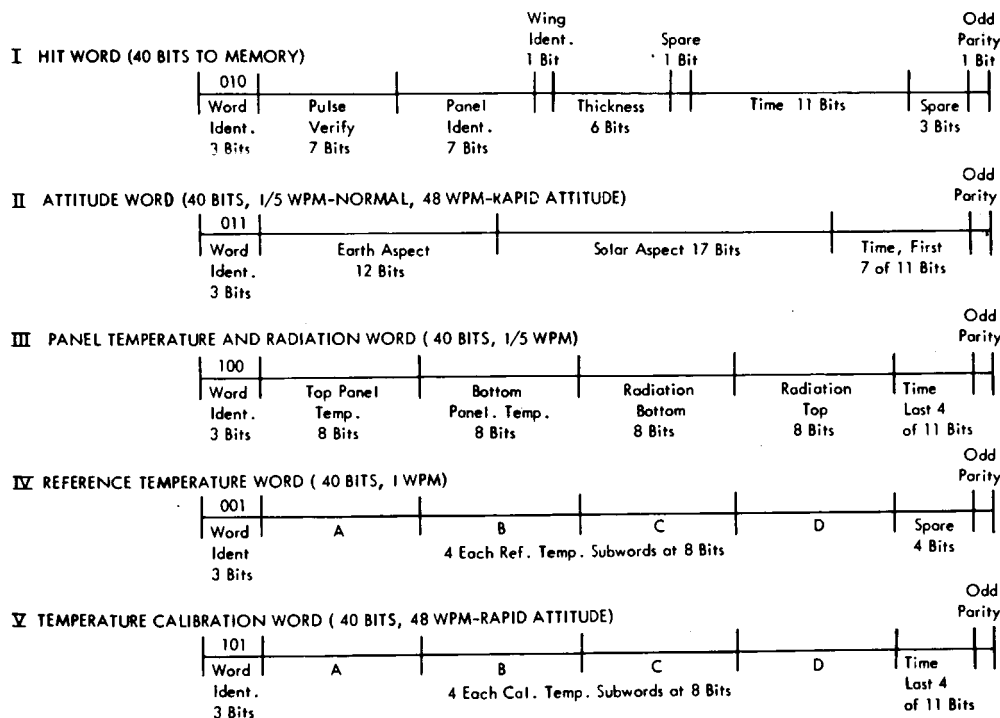 I HIT WORD (40 BITS TO MEMORY)
Wing
Ident.
1 Bit
Spare
1 Bit
Odd
Parity
1 Bit
010
Word
Ident.
3 Bits
Pulse
Verify
7 Bits
Panel
Ident.
7 Bits
Thickness
6 Bits
Time 11 Bits
Spare
3 Bits
II ATTITUDE WORD (40 BITS, 1/5 WPM-NORMAL, 48 WPM-RAPID ATTITUDE)
Odd
Parity
011
Word
Ident.
3 Bits
Earth Aspect
12 Bits
Solar Aspect 17 Bits
Time, First
7 of 11 Bits
III PANEL TEMPERATURE AND RADIATION WORD ( 40 BITS, 1/5 WPM)
Odd
Parity
100
Word
Ident.
3 Bits
Top Panel
Temp.
8 Bits
Bottom
Panel. Temp.
8 Bits
Radiation
Bottom
8 Bits
Radiation
Top
8 Bits
Time
Last 4
of 11 Bits
IV REFERENCE TEMPERATURE WORD ( 40 BITS, 1 WPM)
Odd
Parity
001
Word
Ident
3 Bits
A
B
C
D
4 Each Ref. Temp. Subwords at 8 Bits
Spare
4 Bits
V TEMPERATURE CALIBRATION WORD ( 40 BITS, 48 WPM-RAPID ATTITUDE)
Odd
Parity
101
Word
Ident.
3 Bits
A
B
C
D
4 Each Cal. Temp. Subwords at 8 Bits
Time
Last 4
of 11 Bits